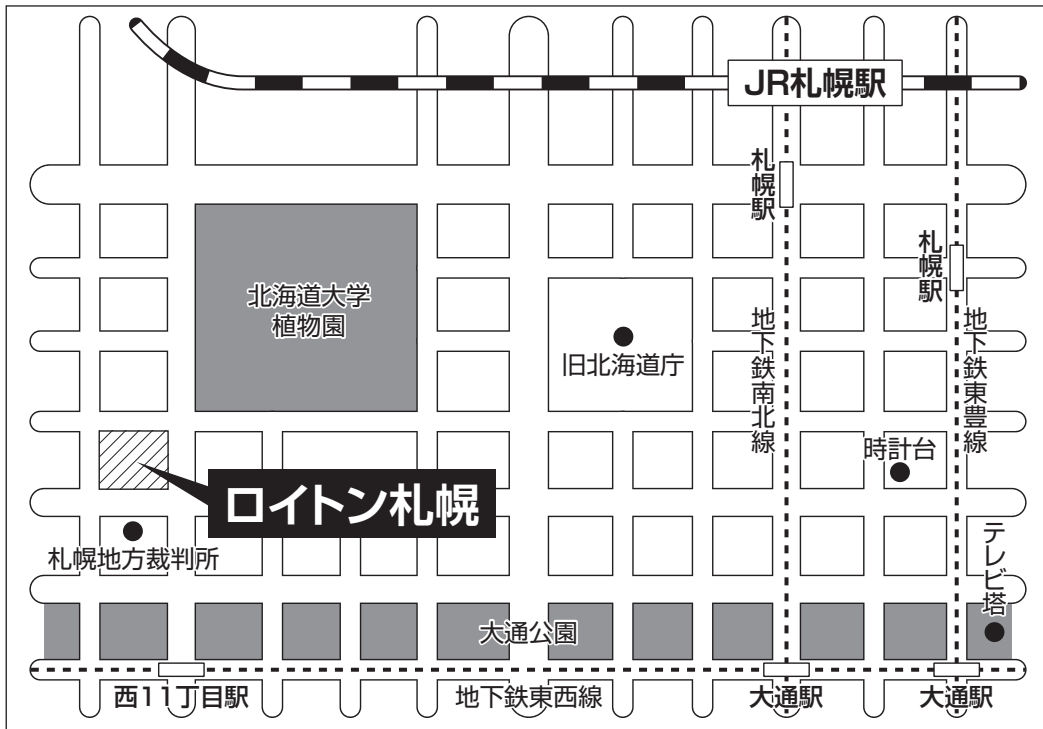 JR札幌駅
札幌駅
札幌駅
北海道大学
植物園
旧北海道庁
地下鉄南北線
地下鉄東豊線
時計台
ロイトン札幌
札幌地方裁判所
テレビ塔
大通公園
西11丁目駅
地下鉄東西線
大通駅
大通駅